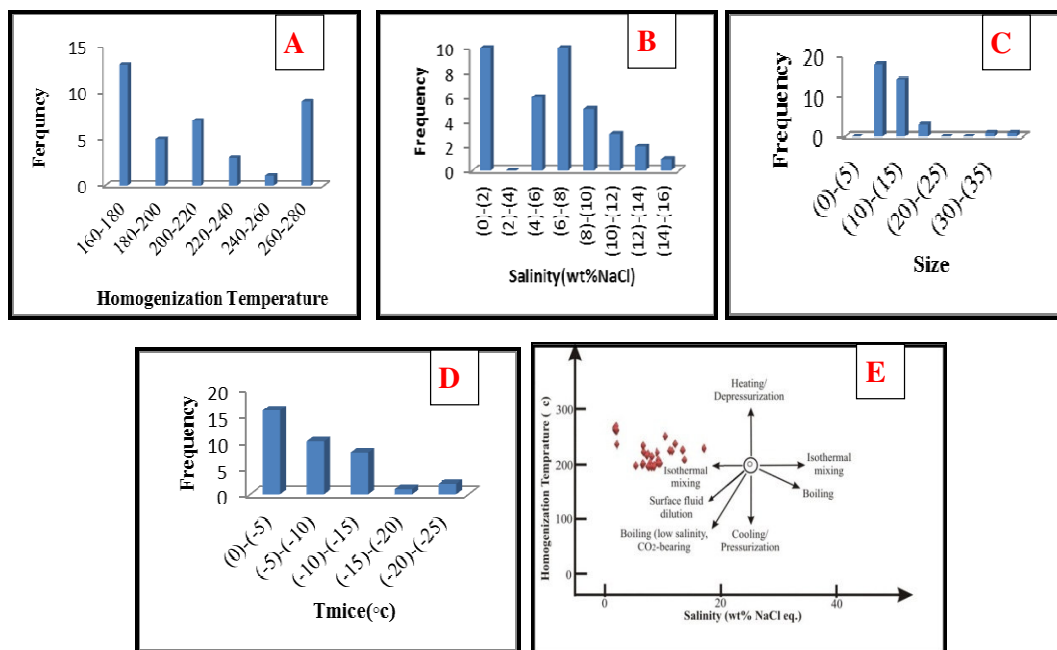 A
15
10
5
0
Ferquncy
160-180
180-200
200-220
220-240
240-260
260-280
Homogenization Temperature
B
10
8
6
4
2
0
Frequency
(0)-(2)
(2)-(4)
(4)-(6)
(6)-(8)
(8)-(10)
(10)-(12)
(12)-(14)
(14)-(16)
Salinity(wt%NaCl)
C
20
10
0
Frequency
(0)-(5)
(10)-(15)
(20)-(25)
(30)-(35)
Size
D
20
15
10
5
0
Frequency
(0)-(-5)
(-5)-(-10)
(-10)-(-15)
(-15)-(-20)
(-20)-(-25)
Tmice(°c)
E
Homogenization Temprature (°c)
300
200
100
0
Heating/
Depressurization
Isothermal
mixing
Isothermal
mixing
Boiling
Surface fluid
dilution
Boiling (low salinity,
CO2-bearing
Cooling/
Pressurization
0
20
40
Salinity (wt% NaCl eq.)